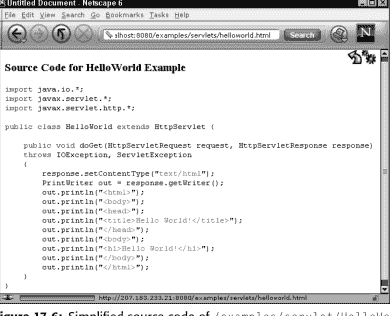 Untitled Document - Netscape 6
File Edit View Search Go Bookmarks Tasks Help
slhost:8080/examples/servlets/helloworld.html Search N
Source Code for HelloWorld Example
import java.io.*;
import javax.servlet.*;
import javax.servlet.http.*;
public class HelloWorld extends HttpServlet {
public void doGet(HttpServletRequest request, HttpServletResponse response)
throws IOException, ServletException
{
response.setContentType("text/html");
PrintWriter out = response.getWriter();
out.println("<html>");
out.println("<body>");
out.println("<head>");
out.println("<title>Hello World!</title>");
out.println("</head>");
out.println("<body>");
out.println("<h1>Hello World!</h1>");
out.println("</body>");
out.println("</html>");
}
}
http://207.183.233.21:8080/examples/servlets/helloworld.html
17-6: Simplified source code of /examples/servlet/HelloWo